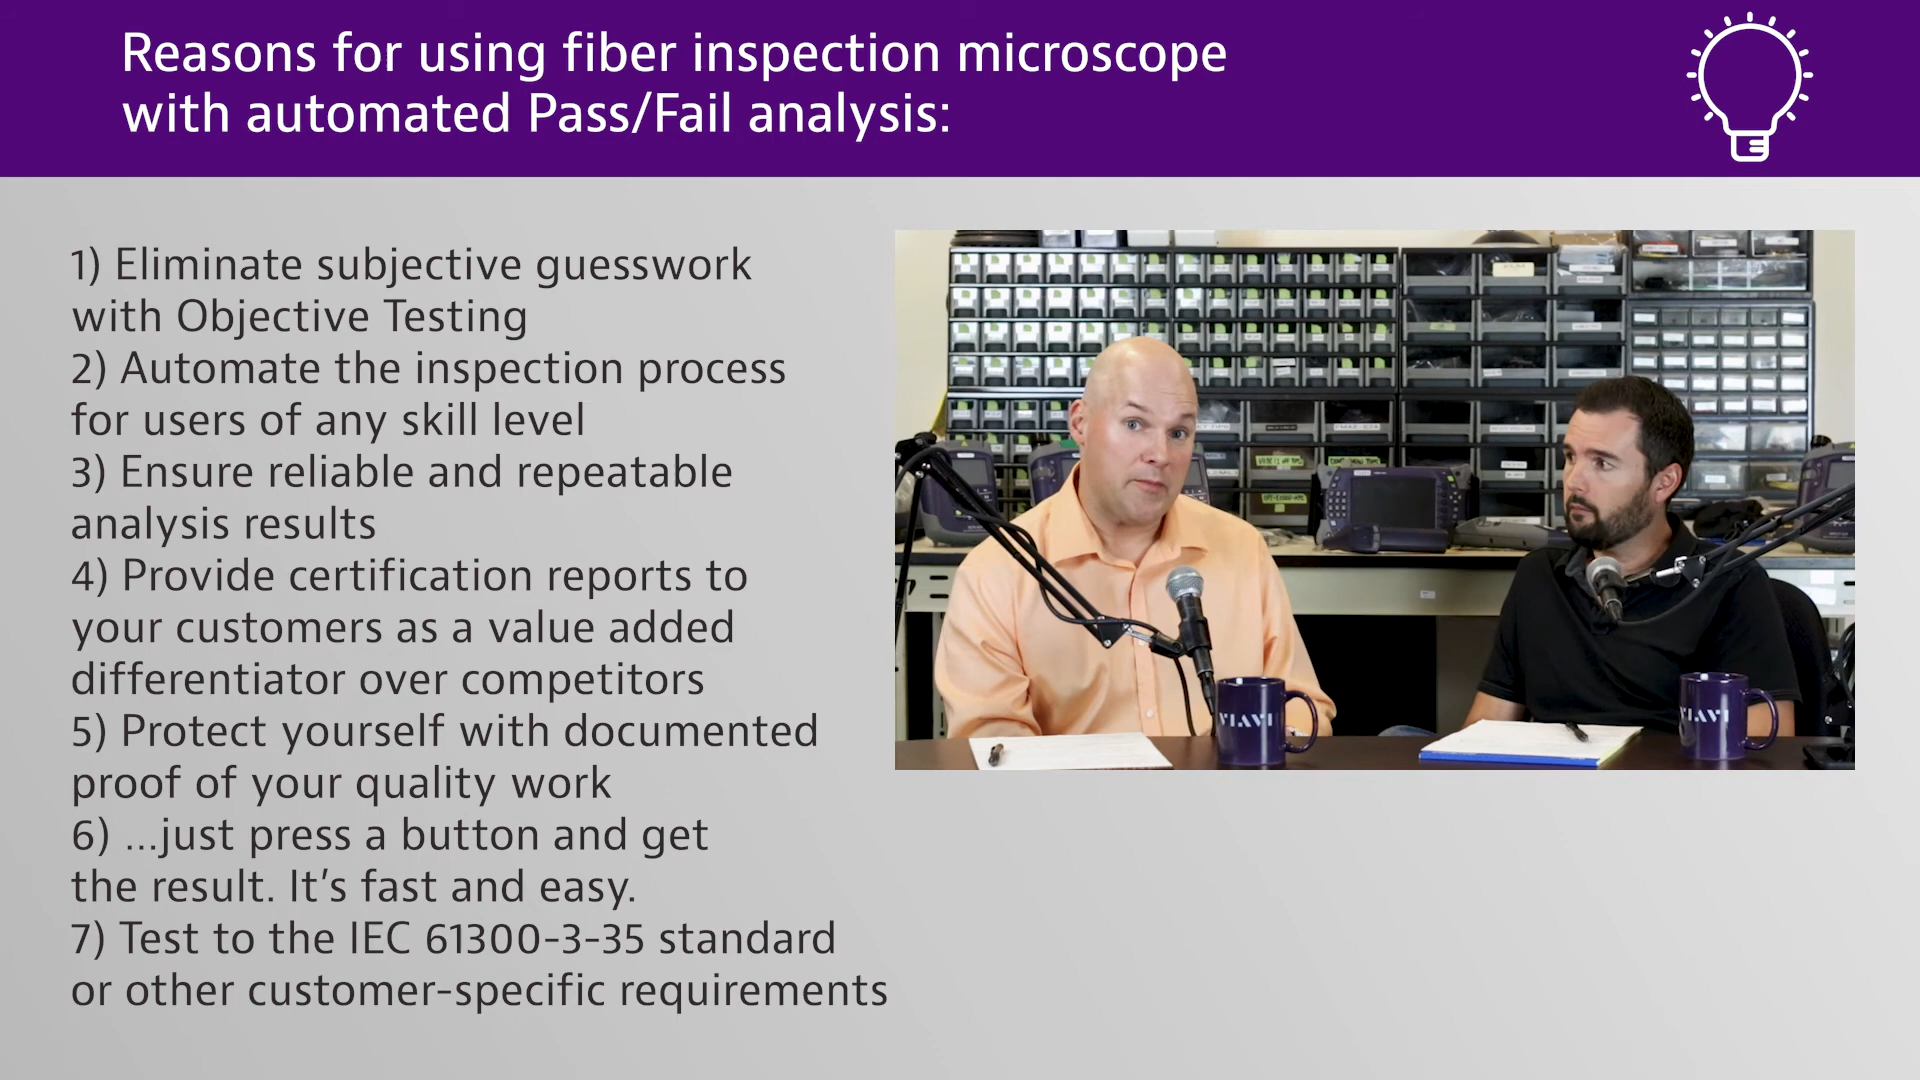 Reasons for using fiber inspection microscope
with automated Pass/Fail analysis:
1) Eliminate subjective guesswork
with Objective Testing
2) Automate the inspection process
for users of any skill level
3) Ensure reliable and repeatable
analysis results
4) Provide certification reports to
your customers as a value added
differentiator over competitors
5) Protect yourself with documented
proof of your quality work
6) ...just press a button and get
the result. It’s fast and easy.
7) Test to the IEC 61300-3-35 standard
or other customer-specific requirements
VIAVI
VIAVI